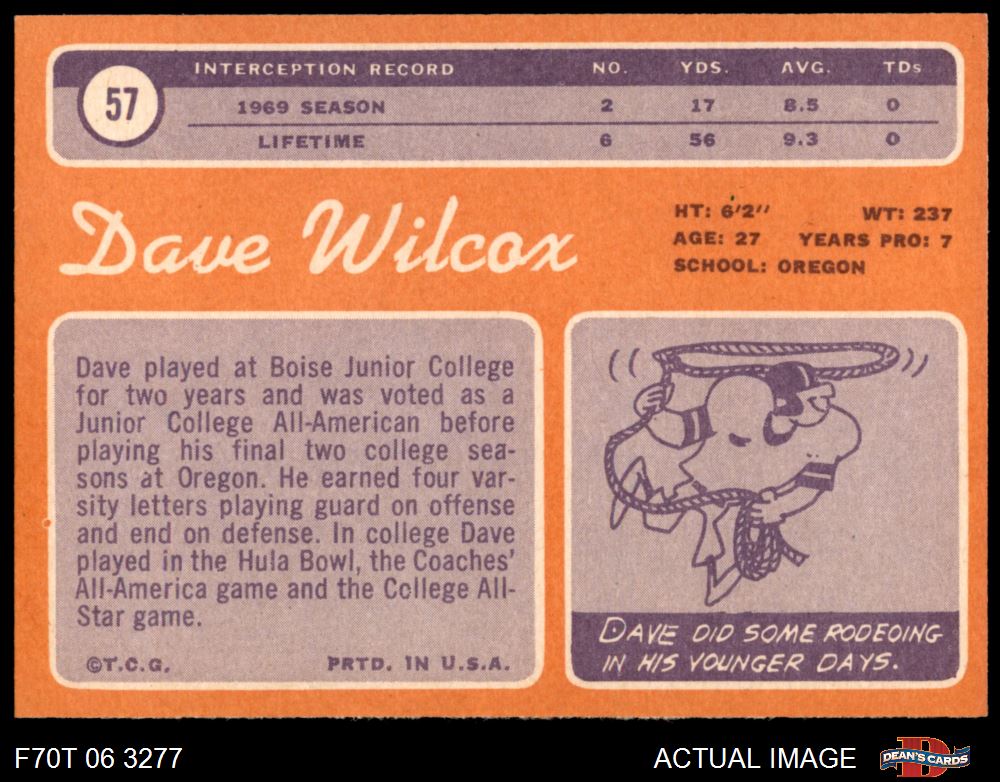 57
INTERCEPTION RECORD NO. YDS. AVG. TDs
1969 SEASON 2 17 8.5 0
LIFETIME 6 56 9.3 0
Dave Wilcox
HT: 6'2" WT: 237
AGE: 27 YEARS PRO: 7
SCHOOL: OREGON
Dave played at Boise Junior College
for two years and was voted as a
Junior College All-American before
playing his final two college sea-
sons at Oregon. He earned four var-
sity letters playing guard on offense
and end on defense. In college Dave
played in the Hula Bowl, the Coaches'
All-America game and the College All-
Star game.
©T.C.G. PRTD. IN U.S.A.
DAVE DID SOME RODEOING
IN HIS YOUNGER DAYS.
F70T 06 3277
ACTUAL IMAGE
D
DEAN'S CARDS